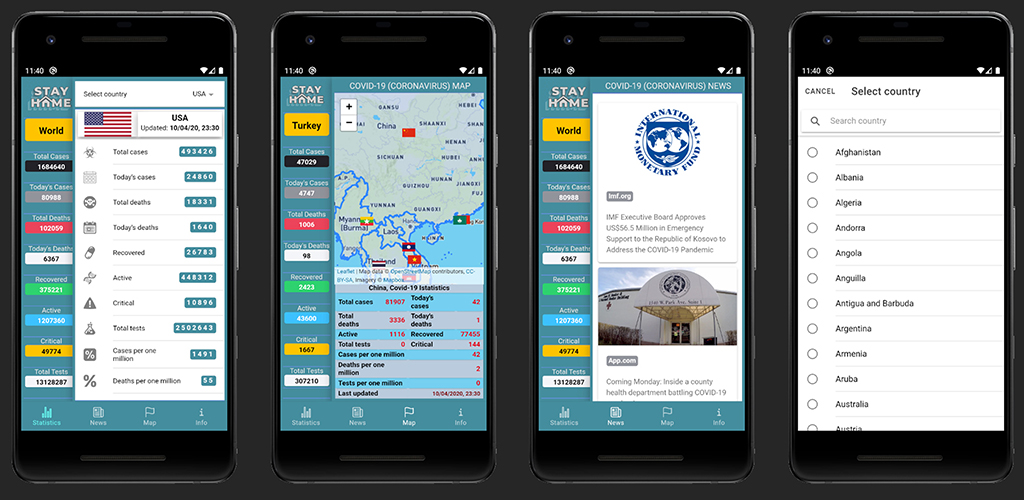 11:40
STAY
HOME
World
Total Cases
1684640
Today's Cases
80988
Total Deaths
102059
Today's Deaths
6367
Recovered
375221
Active
1207360
Critical
49774
Total Tests
13128287
Select country
USA
USA
Updated: 10/04/20, 23:30
Total cases 493426
Today's cases 24860
Total deaths 18331
Today's deaths 1640
Recovered 26783
Active 448312
Critical 10896
Total tests 2502643
Cases per one
million 1491
Deaths per one million 55
Statistics
News
Map
Info
11:40
STAY
HOME
Turkey
Total Cases
47029
Today's Cases
4747
Total Deaths
1006
Today's Deaths
98
Recovered
2423
Active
43600
Critical
1667
Total Tests
307210
COVID-19 (CORONAVIRUS) MAP
+
−
GANSU
HEBEI
China
SHAANXI
HENAN
SICHUAN
HUBEI
GUIZHOU
HUNAN
JIANGXI
YUNNAN
GUANGXI
Myanm
[Burma]
Laos
HAINAN
Thailand
Vietnam
Leaflet | Map data © OpenStreetMap contributors, CC-
BY-SA, Imagery © Mapbox
China, Covid-19 Istatistics
Total cases 81907 Today's
cases 42
Total
deaths 3336 Today's
deaths 1
Active 1116 Recovered 77455
Total tests 0 Critical 144
Cases per one million 42
Deaths per one
million 2
Tests per one million 0
Last updated 10/04/2020, 23:30
Statistics
News
Map
Info
11:40
STAY
HOME
World
Total Cases
1684640
Today's Cases
80988
Total Deaths
102059
Today's Deaths
6367
Recovered
375221
Active
1207360
Critical
49774
Total Tests
13128287
COVID-19 (CORONAVIRUS) NEWS
INTERNATIONAL
MONETARY FUND
Imf.org
IMF Executive Board Approves
US$56.5 Million in Emergency
Support to the Republic of Kosovo to
Address the COVID-19 Pandemic
App.com
Coming Monday: Inside a county
health department battling COVID-19
Statistics
News
Map
Info
11:40
CANCEL
Select country
Search country
Afghanistan
Albania
Algeria
Andorra
Angola
Anguilla
Antigua and Barbuda
Argentina
Armenia
Aruba
Australia
Austria